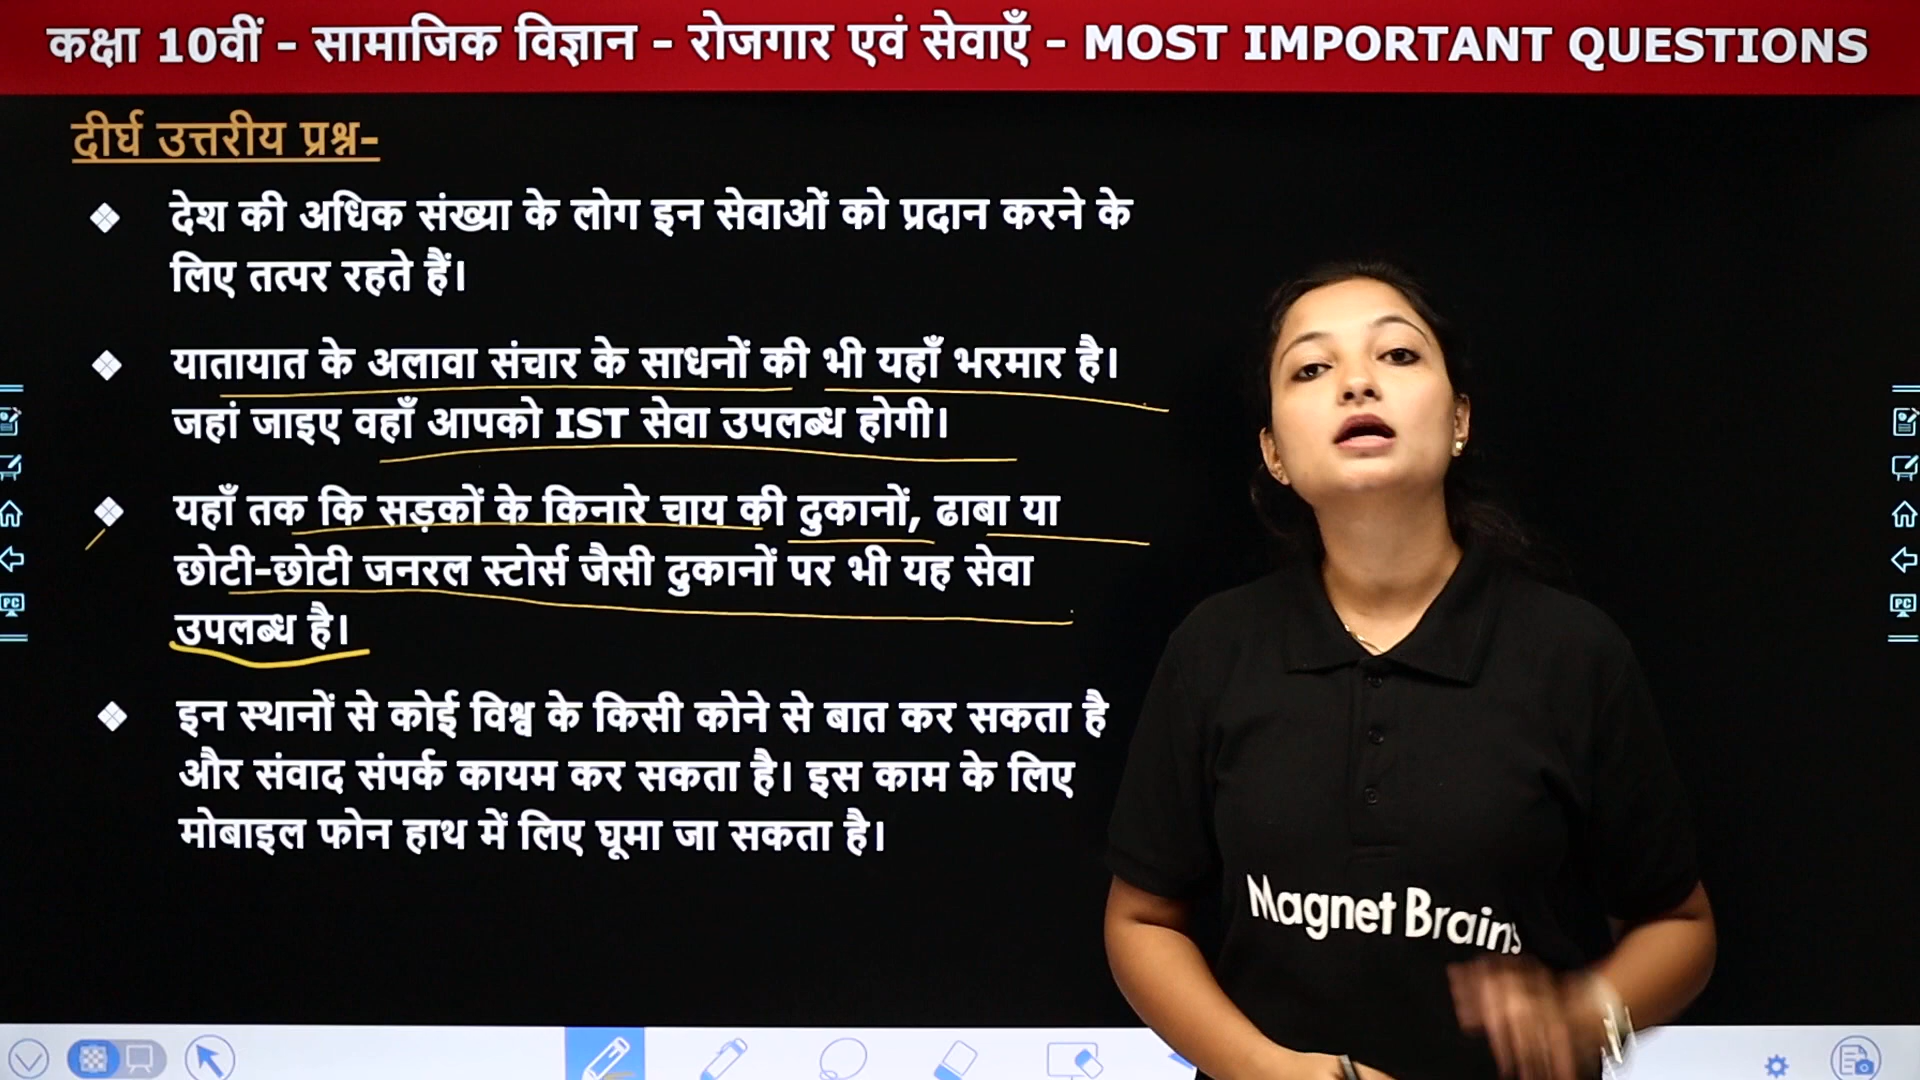 कक्षा 10वीं - सामाजिक विज्ञान - रोजगार एवं सेवाएँ - MOST IMPORTANT QUESTIONS
दीर्घ उत्तरीय प्रश्न-
देश की अधिक संख्या के लोग इन सेवाओं को प्रदान करने के
लिए तत्पर रहते हैं।
यातायात के अलावा संचार के साधनों की भी यहाँ भरमार है।
जहां जाइए वहाँ आपको IST सेवा उपलब्ध होगी।
यहाँ तक कि सड़कों के किनारे चाय की दुकानों, ढाबा या
छोटी-छोटी जनरल स्टोर्स जैसी दुकानों पर भी यह सेवा
उपलब्ध है।
इन स्थानों से कोई विश्व के किसी कोने से बात कर सकता है
और संवाद संपर्क कायम कर सकता है। इस काम के लिए
मोबाइल फोन हाथ में लिए घूमा जा सकता है।
Magnet Brains
PC
PC